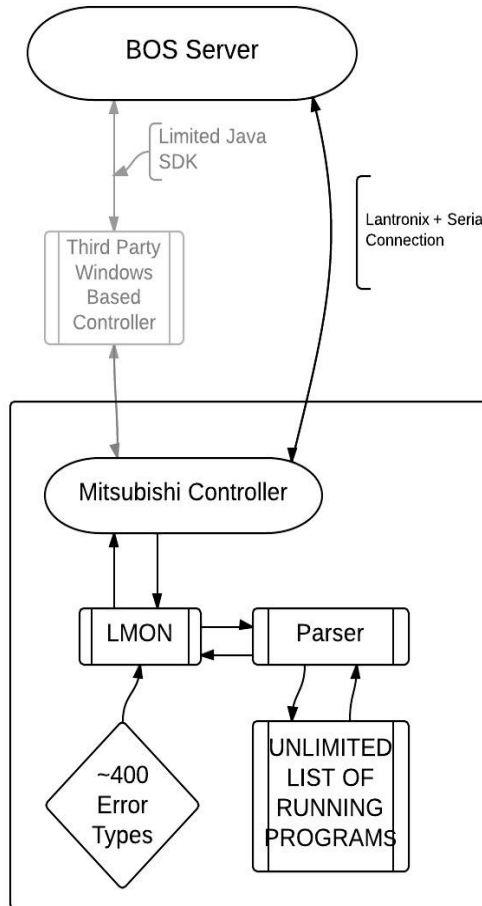 BOS Server
Limited Java
SDK
Lantronix + Seria
Connection
Third Party
Windows
Based
Controller
Mitsubishi Controller
LMON
Parser
~400
Error
Types
UNLIMITED
LIST OF
RUNNING
PROGRAMS